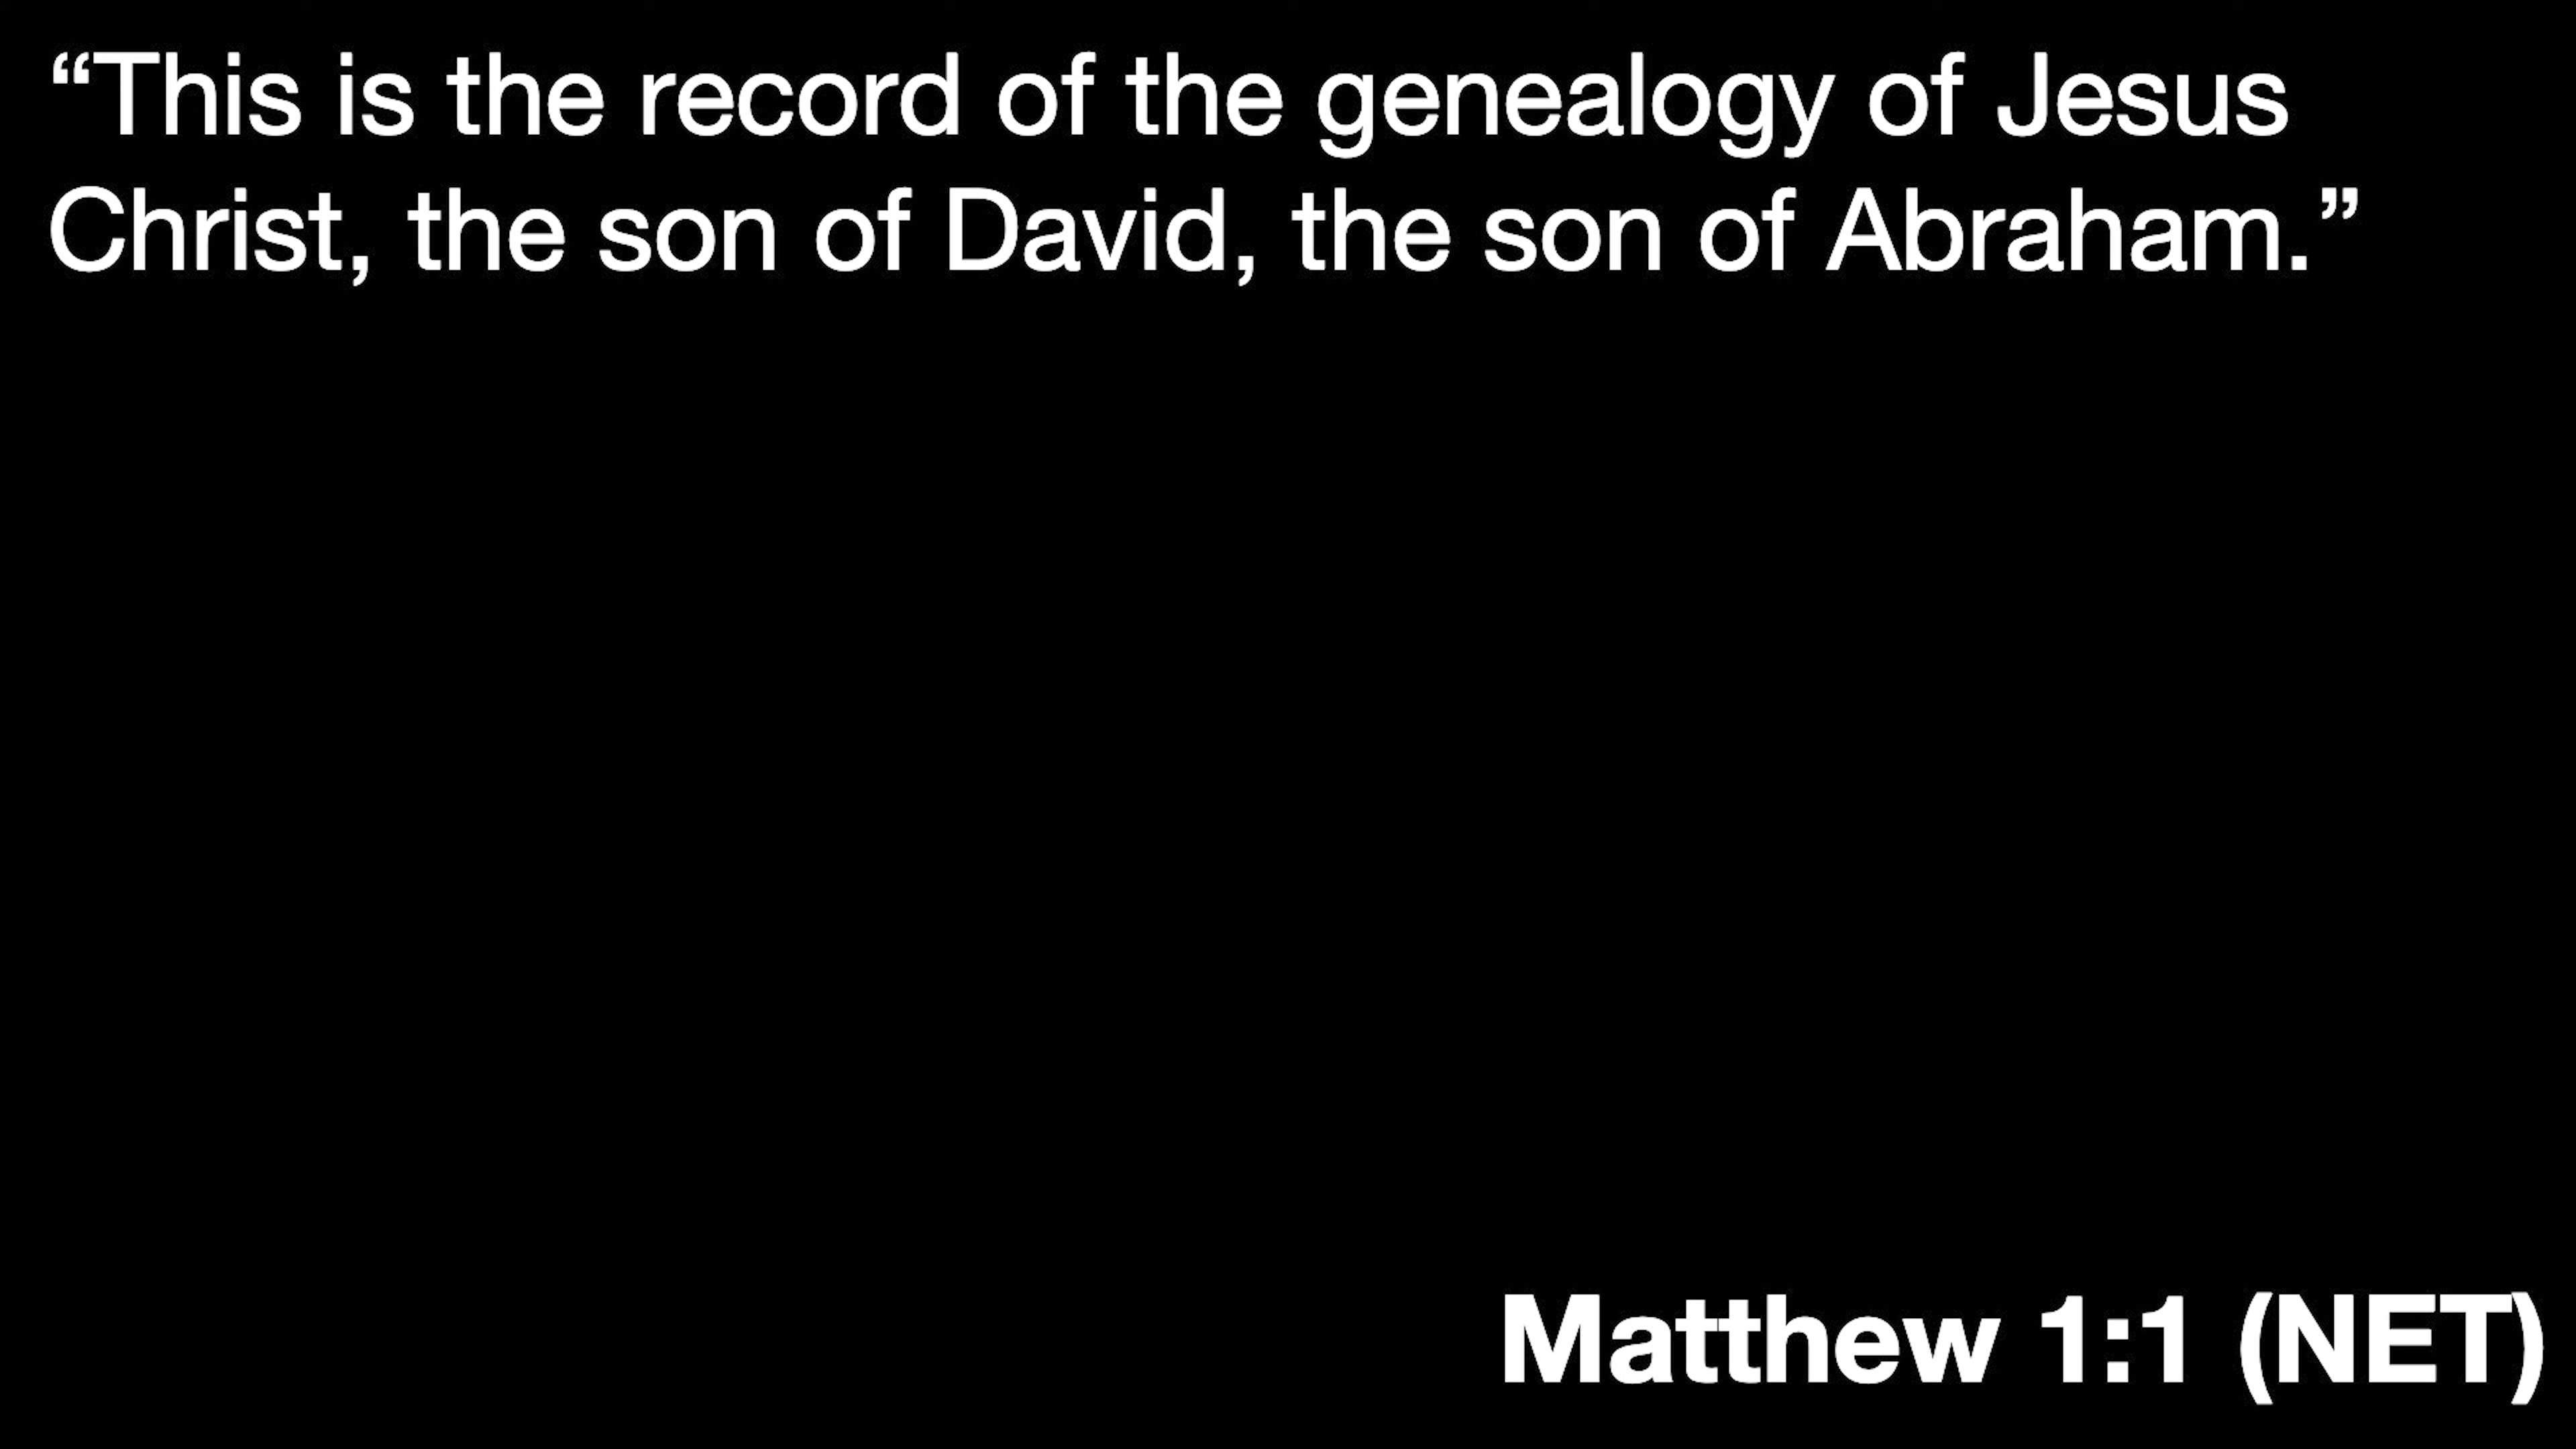 “This is the record of the genealogy of Jesus
Christ, the son of David, the son of Abraham.”
Matthew 1:1 (NET)